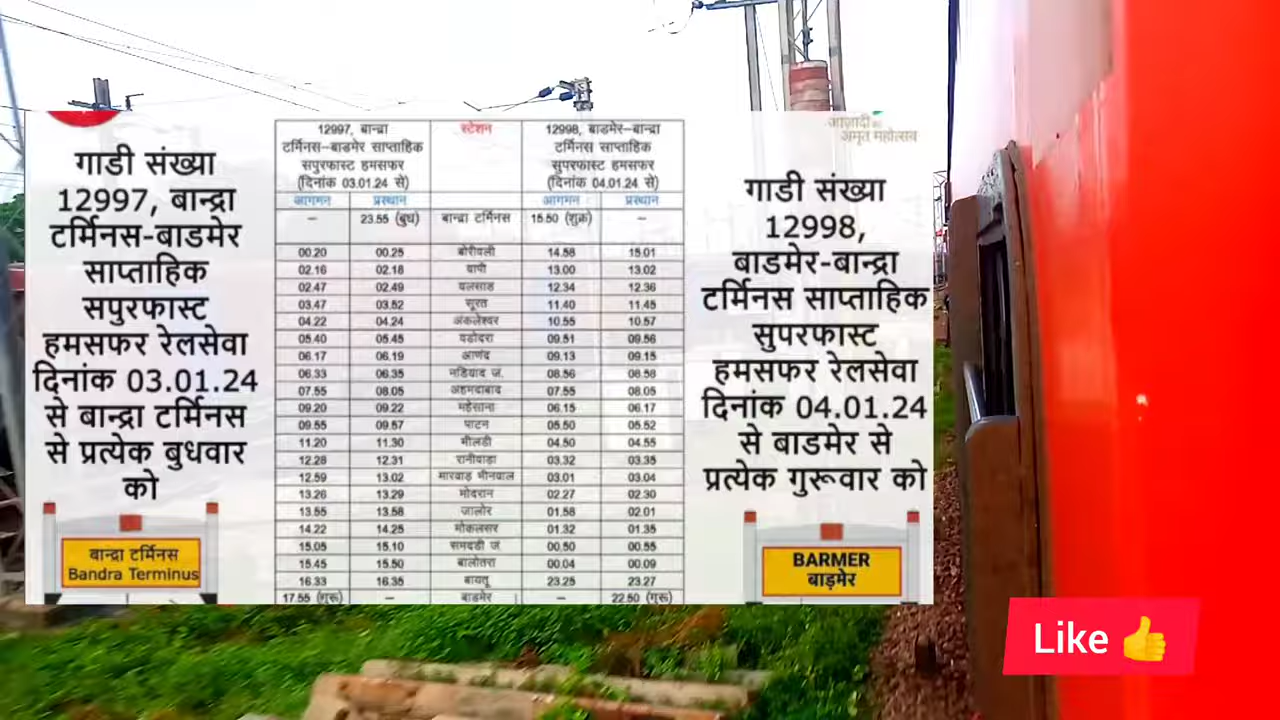 आज़ादी का
अमृत महोत्सव
गाडी संख्या
12997, बान्द्रा
टर्मिनस-बाडमेर
साप्ताहिक
सपुरफास्ट
हमसफर रेलसेवा
दिनांक 03.01.24
से बान्द्रा टर्मिनस
से प्रत्येक बुधवार
को
बान्द्रा टर्मिनस
Bandra Terminus
12997, बान्द्रा
टर्मिनस–बाडमेर साप्ताहिक
सपुरफास्ट हमसफर
(दिनांक 03.01.24 से)
स्टेशन
12998, बाडमेर–बान्द्रा
टर्मिनस साप्ताहिक
सुपरफास्ट हमसफर
(दिनांक 04.01.24 से)
आगमन प्रस्थान आगमन प्रस्थान
– 23.55 (बुध) बान्द्रा टर्मिनस 15.50 (शुक्र) –
00.20 00.25 बोरीवली 14.58 15.01
02.16 02.18 वापी 13.00 13.02
02.47 02.49 वलसाड 12.34 12.36
03.47 03.52 सूरत 11.40 11.45
04.22 04.24 अंकलेश्वर 10.55 10.57
05.40 05.45 वडोदरा 09.51 09.56
06.17 06.19 आणंद 09.13 09.15
06.33 06.35 नडियाद जं. 08.56 08.58
07.55 08.05 अहमदाबाद 07.55 08.05
09.20 09.22 महेसाना 06.15 06.17
09.55 09.57 पाटन 05.50 05.52
11.20 11.30 भीलडी 04.50 04.55
12.28 12.31 रानीवाडा 03.32 03.35
12.59 13.02 मारवाड भीनमाल 03.01 03.04
13.26 13.29 मोदरान 02.27 02.30
13.55 13.58 जालोर 01.58 02.01
14.22 14.25 मोकलसर 01.32 01.35
15.05 15.10 समदडी जं 00.50 00.55
15.45 15.50 बालोतरा 00.04 00.09
16.33 16.35 बायतू 23.25 23.27
17.55 (गुरू) – बाडमेर – 22.50 (गुरू)
गाडी संख्या
12998,
बाडमेर-बान्द्रा
टर्मिनस साप्ताहिक
सुपरफास्ट
हमसफर रेलसेवा
दिनांक 04.01.24
से बाडमेर से
प्रत्येक गुरूवार को
BARMER
बाड़मेर
Like